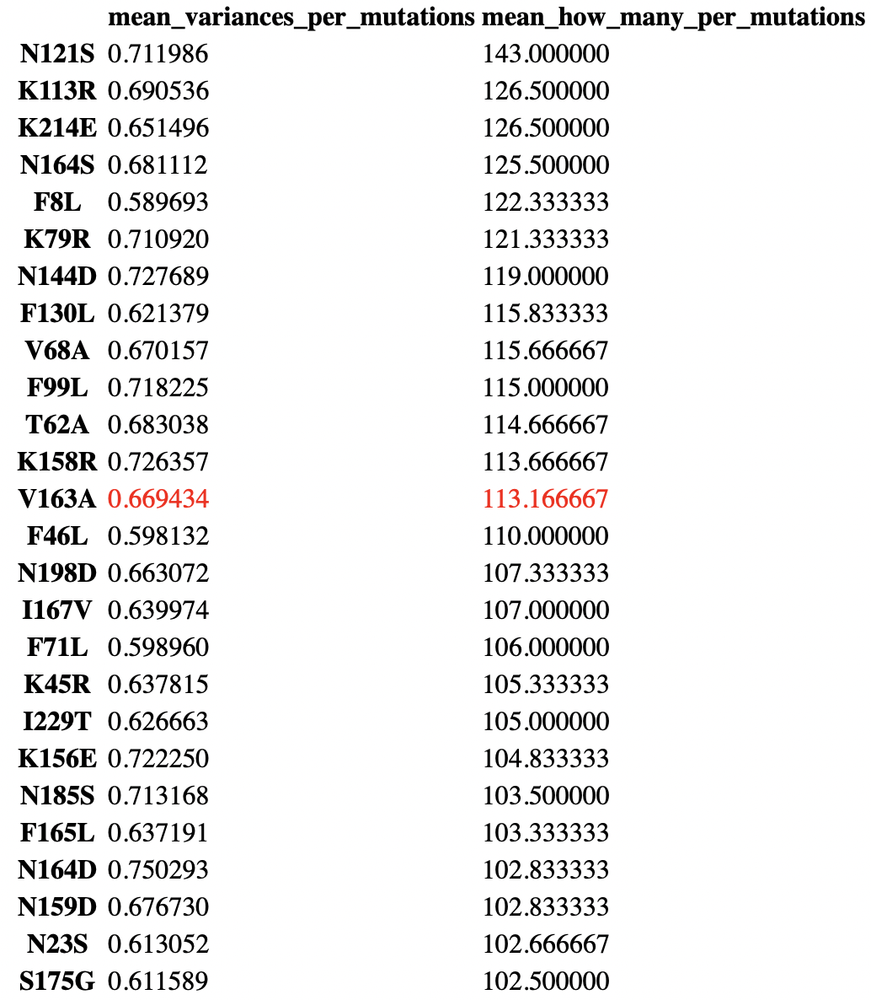 mean_variances_per_mutations mean_how_many_per_mutations
N121S 0.711986 143.000000
K113R 0.690536 126.500000
K214E 0.651496 126.500000
N164S 0.681112 125.500000
F8L 0.589693 122.333333
K79R 0.710920 121.333333
N144D 0.727689 119.000000
F130L 0.621379 115.833333
V68A 0.670157 115.666667
F99L 0.718225 115.000000
T62A 0.683038 114.666667
K158R 0.726357 113.666667
V163A 0.669434 113.166667
F46L 0.598132 110.000000
N198D 0.663072 107.333333
I167V 0.639974 107.000000
F71L 0.598960 106.000000
K45R 0.637815 105.333333
I229T 0.626663 105.000000
K156E 0.722250 104.833333
N185S 0.713168 103.500000
F165L 0.637191 103.333333
N164D 0.750293 102.833333
N159D 0.676730 102.833333
N23S 0.613052 102.666667
S175G 0.611589 102.500000